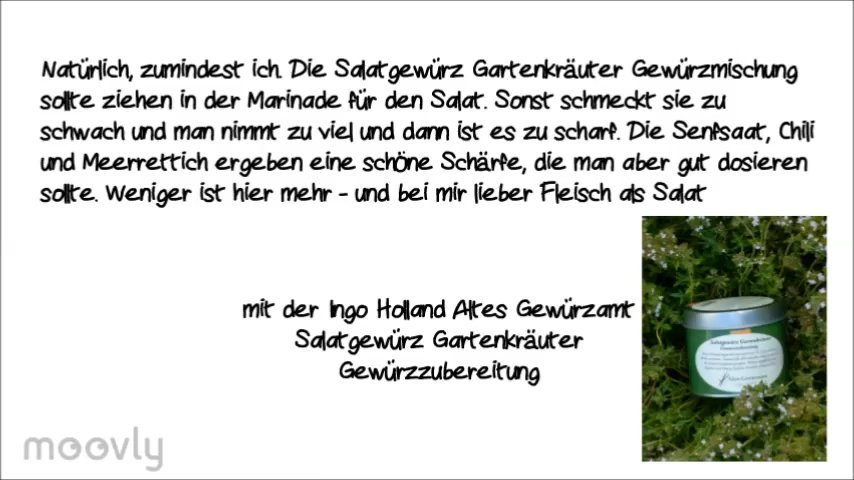 Natürlich, zumindest ich. Die Salatgewürz Gartenkräuter Gewürzmischung
sollte ziehen in der Marinade für den Salat. Sonst schmeckt sie zu
schwach und man nimmt zu viel und dann ist es zu scharf. Die Senfsaat, Chili
und Meerrettich ergeben eine schöne Schärfe, die man aber gut dosieren
sollte. Weniger ist hier mehr - und bei mir lieber Fleisch als Salat
mit der Ingo Holland Altes Gewürzamt
Salatgewürz Gartenkräuter
Gewürzzubereitung
Salatgewürz Gartenkräuter
moovly